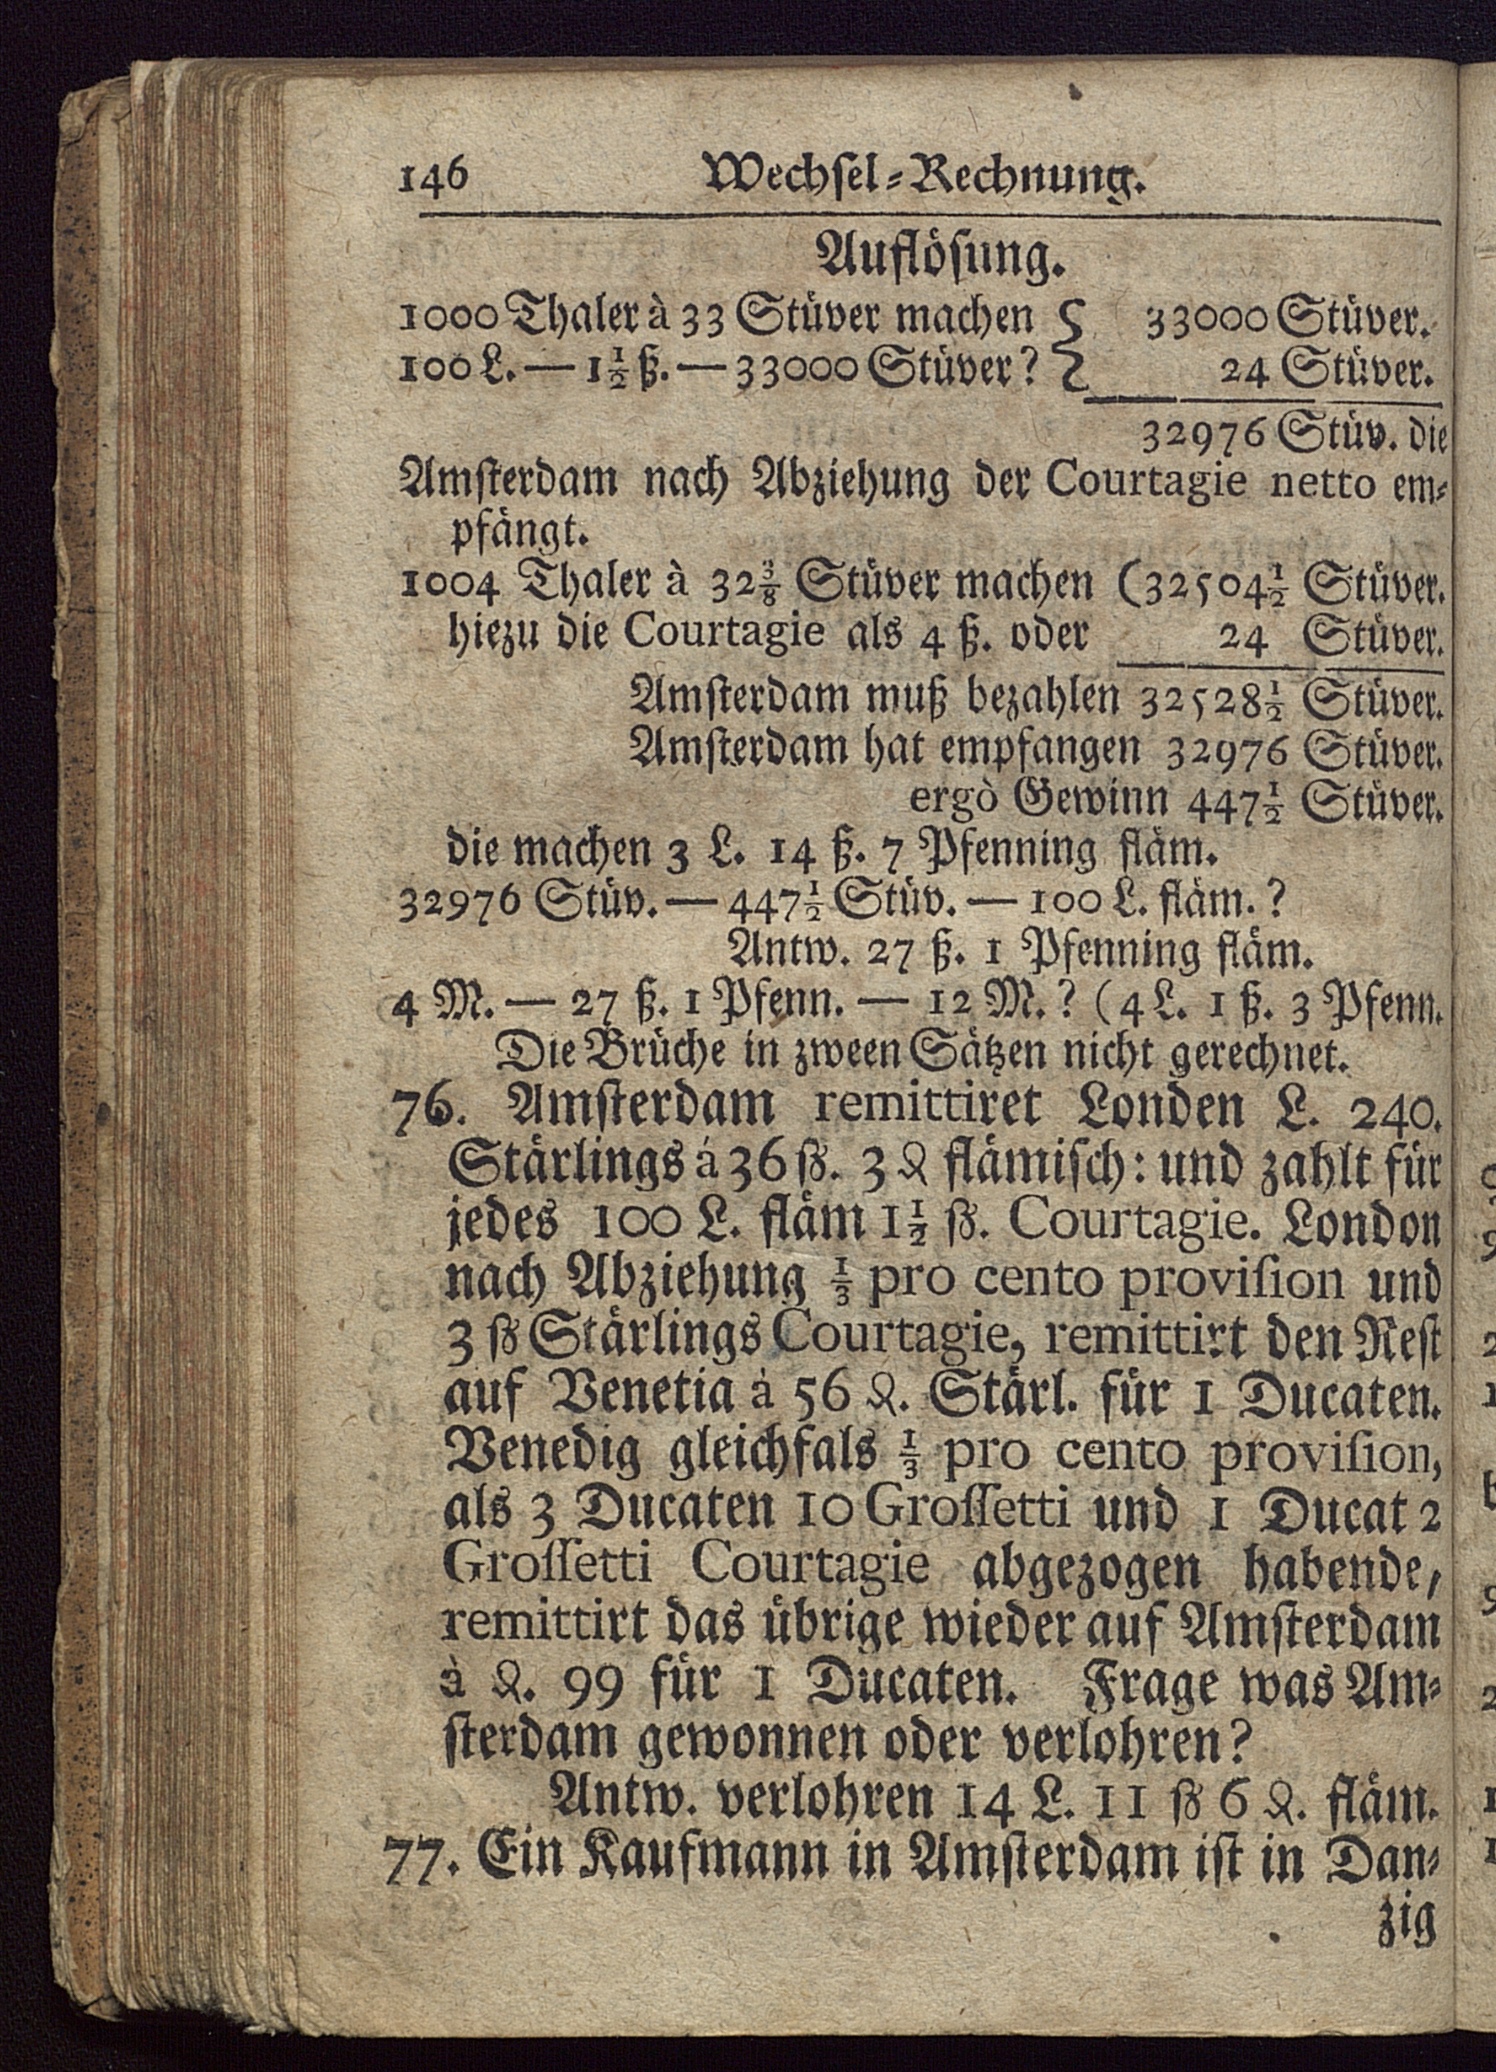 146 Wechsel-Rechnung.
Auflösung.
1000 Thaler à 33 Stüver machen { 33000 Stüver.
100 L. — 1½ ß. — 33000 Stüver? 24 Stüver.
32976 Stüv. die
Amsterdam nach Abziehung der Courtagie netto em-
pfängt.
1004 Thaler à 32⅜ Stüver machen (32504½ Stüver.
hiezu die Courtagie als 4 ß. oder 24 Stüver.
Amsterdam muß bezahlen 32528½ Stüver.
Amsterdam hat empfangen 32976 Stüver.
ergò Gewinn 447½ Stüver.
die machen 3 L. 14 ß. 7 Pfenning fläm.
32976 Stüv. — 447½ Stüv. — 100 L. fläm. ?
Antw. 27 ß. 1 Pfenning fläm.
4 M. — 27 ß. 1 Pfenn. — 12 M. ? (4 L. 1 ß. 3 Pfenn.
Die Brüche in zween Sätzen nicht gerechnet.
76. Amsterdam remittiret London L. 240.
Stärlings á 36 ß. 3 ₰ flämisch: und zahlt für
jedes 100 L. fläm 1½ ß. Courtagie. London
nach Abziehung ⅓ pro cento proviſion und
3 ß Stärlings Courtagie, remittirt den Rest
auf Venetia á 56 ₰. Stärl. für 1 Ducaten.
Venedig gleichfals ⅓ pro cento proviſion,
als 3 Ducaten 10 Groſſetti und 1 Ducat 2
Groſſetti Courtagie abgezogen habende,
remittirt das übrige wieder auf Amsterdam
à ₰. 99 für 1 Ducaten. Frage was Am-
sterdam gewonnen oder verlohren?
Antw. verlohren 14 L. 11 ß 6 ₰. fläm.
77. Ein Kaufmann in Amsterdam ist in Dan-
zig